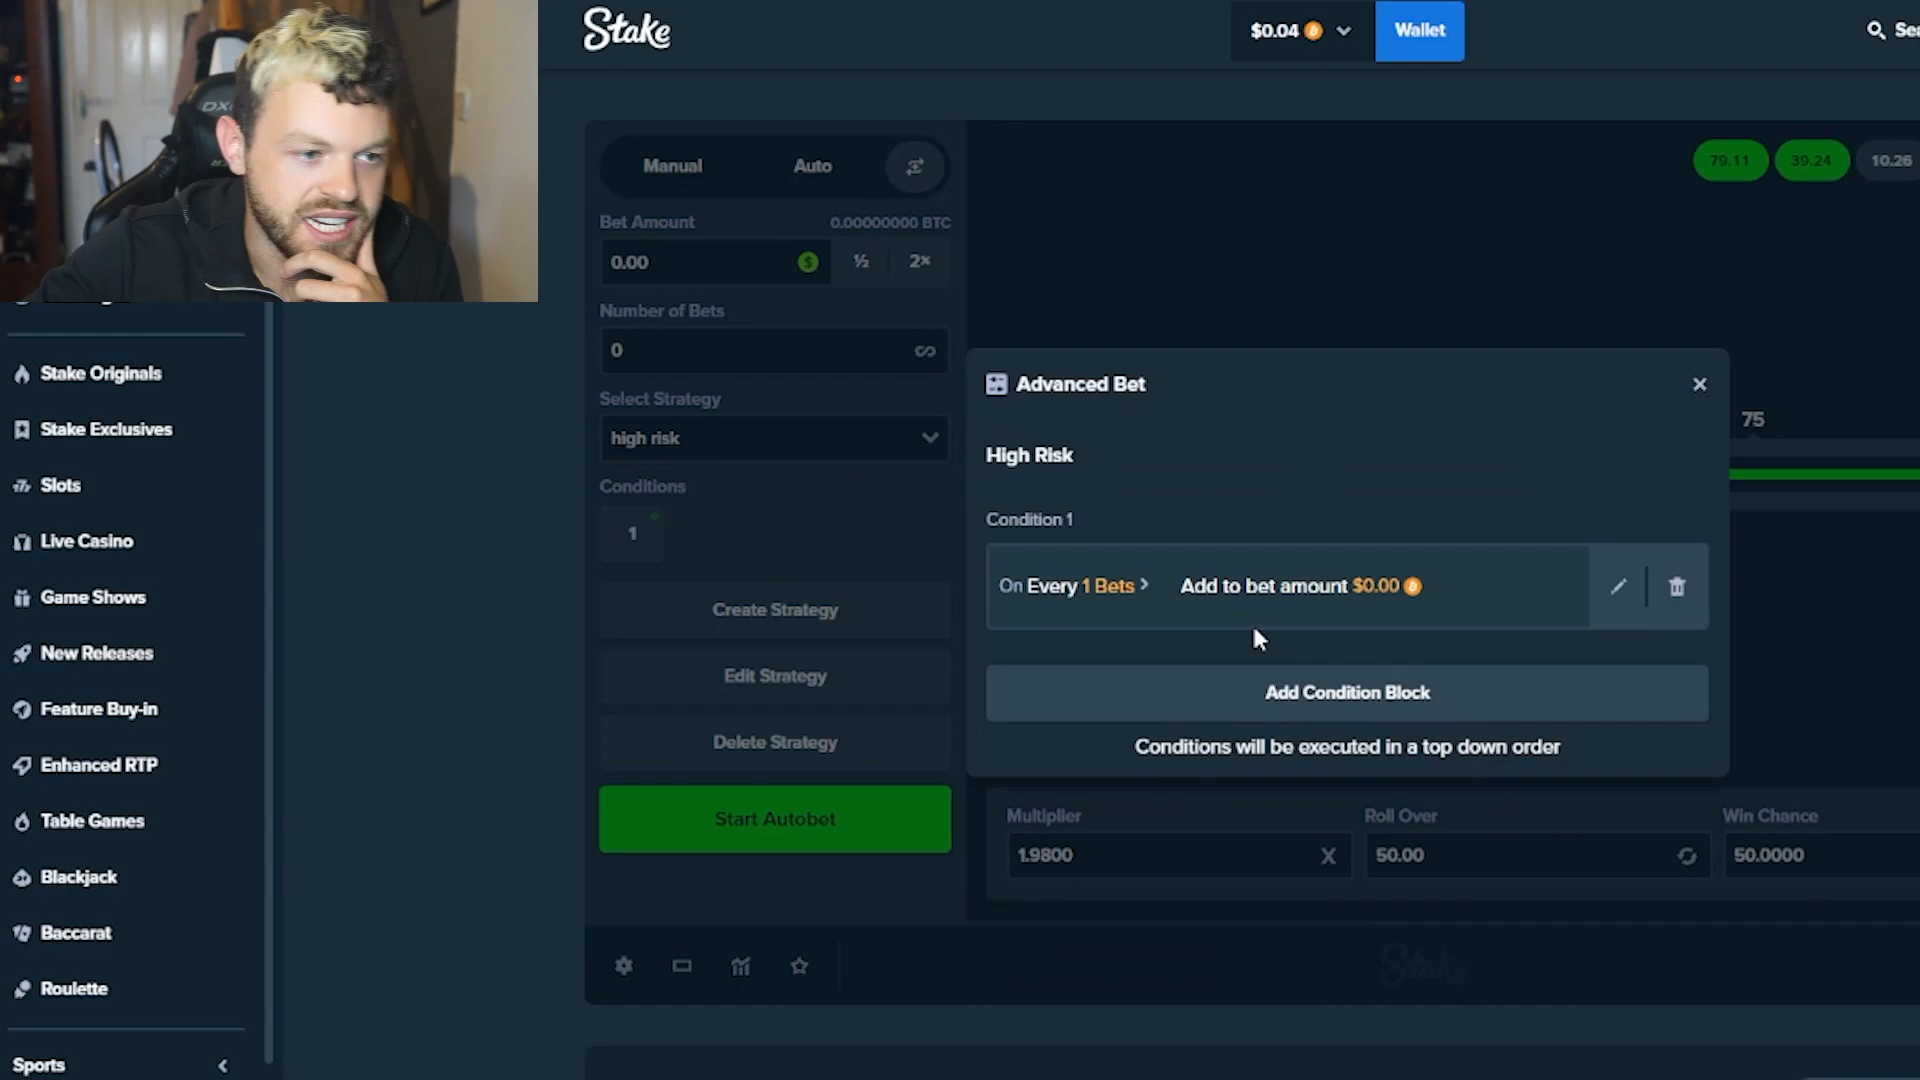 Stake
$0.04
Wallet
Sea
DX
Manual
Auto
79.11
39.24
10.26
Bet Amount
0.00000000 BTC
0.00
½
2×
Number of Bets
0
Select Strategy
high risk
Conditions
1
Create Strategy
Edit Strategy
Delete Strategy
Start Autobet
Advanced Bet
High Risk
Condition 1
On Every 1 Bets > Add to bet amount $0.00
Add Condition Block
Conditions will be executed in a top down order
75
Multiplier
1.9800
Roll Over
50.00
Win Chance
50.0000
Stake
Stake Originals
Stake Exclusives
Slots
Live Casino
Game Shows
New Releases
Feature Buy-in
Enhanced RTP
Table Games
Blackjack
Baccarat
Roulette
Sports